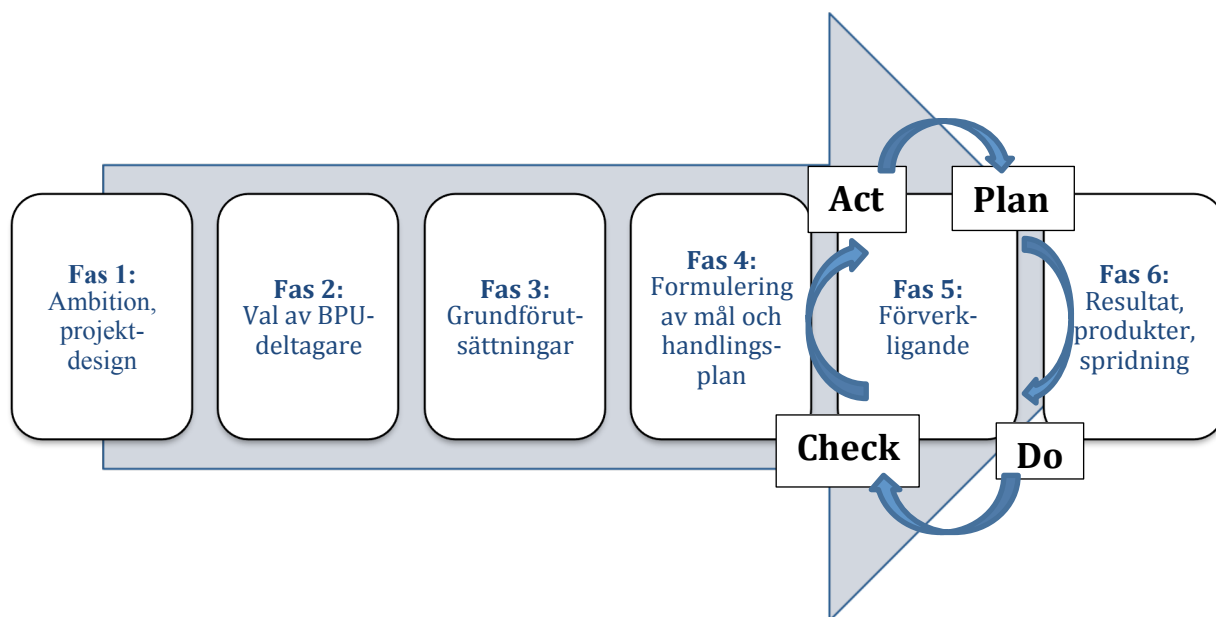 Fas 1:
Ambition,
projekt-
design
Fas 2:
Val av BPU-
deltagare
Fas 3:
Grundförut-
sättningar
Fas 4:
Formulering
av mål och
handlings-
plan
Fas 5:
Förverk-
ligande
Fas 6:
Resultat,
produkter,
spridning
Act
Plan
Check
Do